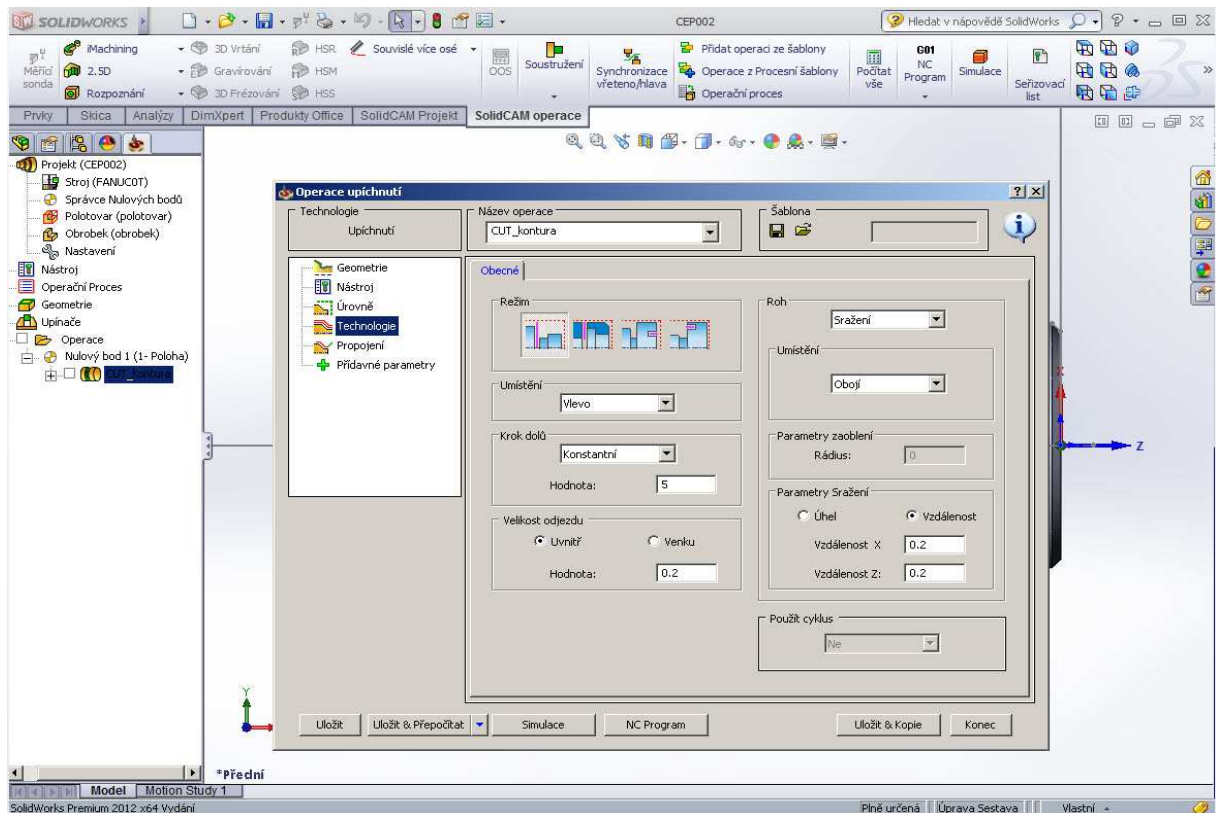 SOLIDWORKS
CEP002
Hledat v nápovědě SolidWorks
Měřící sonda
iMachining
2.5D
Rozpoznání
3D Vrtání
Gravírování
3D Frézování
HSR
HSM
HSS
Souvislé více osé
OOS
Soustružení
Synchronizace vřeteno/hlava
Přidat operaci ze šablony
Operace z Procesní šablony
Operační proces
Počítat vše
G01
NC Program
Simulace
Seřizovací list
Prvky Skica Analýzy DimXpert Produkty Office SolidCAM Projekt SolidCAM operace
Projekt (CEP002)
Stroj (FANUC0T)
Správce Nulových bodů
Polotovar (polotovar)
Obrobek (obrobek)
Nastavení
Nástroj
Operační Proces
Geometrie
Upínače
Operace
Nulový bod 1 (1- Poloha)
CUT_kontura
Operace upíchnutí
Technologie
Upíchnutí
Název operace
CUT_kontura
Šablona
Geometrie
Nástroj
Úrovně
Technologie
Propojení
Přídavné parametry
Obecné
Režim
Umístění
Vlevo
Krok dolů
Konstantní
Hodnota: 5
Velikost odjezdu
Uvnitř Venku
Hodnota: 0.2
Roh
Sražení
Umístění
Obojí
Parametry zaoblení
Rádius: 0
Parametry Sražení
Úhel Vzdálenost
Vzdálenost X 0.2
Vzdálenost Z: 0.2
Použít cyklus
Ne
Uložit Uložit & Přepočítat Simulace NC Program Uložit & Kopie Konec
X
Z
Y
*Přední
Model Motion Study 1
SolidWorks Premium 2012 x64 Vydání
Plně určená Úprava Sestava Vlastní